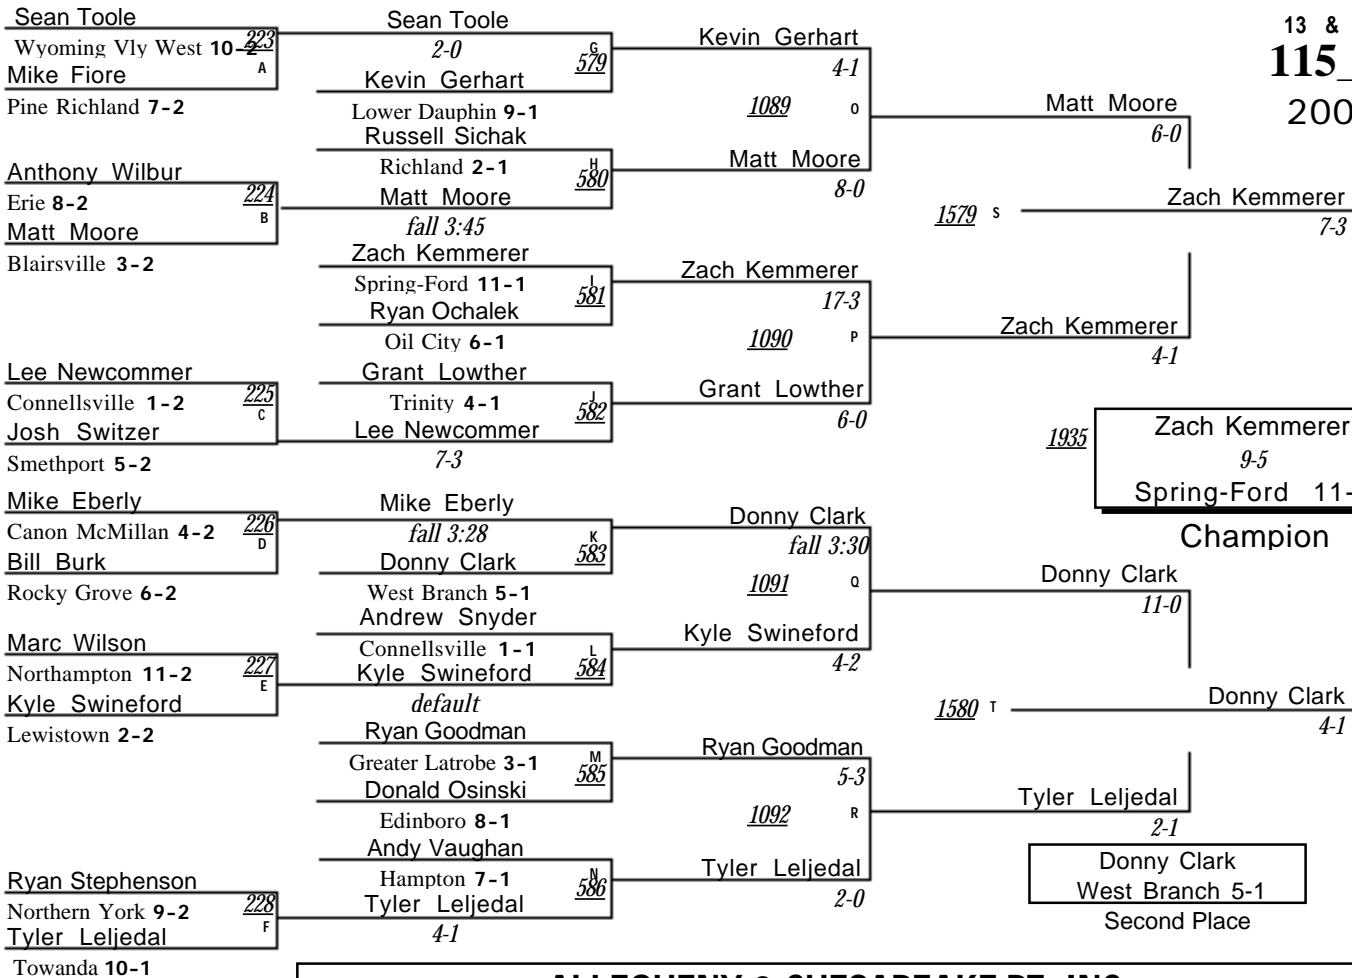 Sean Toole
Wyoming Vly West 10-2
223
A
Mike Fiore
Pine Richland 7-2
Anthony Wilbur
Erie 8-2
224
B
Matt Moore
Blairsville 3-2
Lee Newcommer
Connellsville 1-2
225
C
Josh Switzer
Smethport 5-2
Mike Eberly
Canon McMillan 4-2
226
D
Bill Burk
Rocky Grove 6-2
Marc Wilson
Northampton 11-2
227
E
Kyle Swineford
Lewistown 2-2
Ryan Stephenson
Northern York 9-2
228
F
Tyler Leljedal
Towanda 10-1
Sean Toole
2-0
G
579
Kevin Gerhart
Lower Dauphin 9-1
Russell Sichak
Richland 2-1
H
580
Matt Moore
fall 3:45
Zach Kemmerer
Spring-Ford 11-1
I
581
Ryan Ochalek
Oil City 6-1
Grant Lowther
Trinity 4-1
J
582
Lee Newcommer
7-3
Mike Eberly
fall 3:28
K
583
Donny Clark
West Branch 5-1
Andrew Snyder
Connellsville 1-1
L
584
Kyle Swineford
default
Ryan Goodman
Greater Latrobe 3-1
M
585
Donald Osinski
Edinboro 8-1
Andy Vaughan
Hampton 7-1
N
586
Tyler Leljedal
4-1
Kevin Gerhart
4-1
1089 O
Matt Moore
8-0
Zach Kemmerer
17-3
1090 P
Grant Lowther
6-0
Donny Clark
fall 3:30
1091 Q
Kyle Swineford
4-2
Ryan Goodman
5-3
1092 R
Tyler Leljedal
2-0
13 &
115_
200
Matt Moore
6-0
1579 S
Zach Kemmerer
7-3
Zach Kemmerer
4-1
1935
Zach Kemmerer
9-5
Spring-Ford 11-
Champion
Donny Clark
11-0
1580 T
Donny Clark
4-1
Tyler Leljedal
2-1
Donny Clark
West Branch 5-1
Second Place